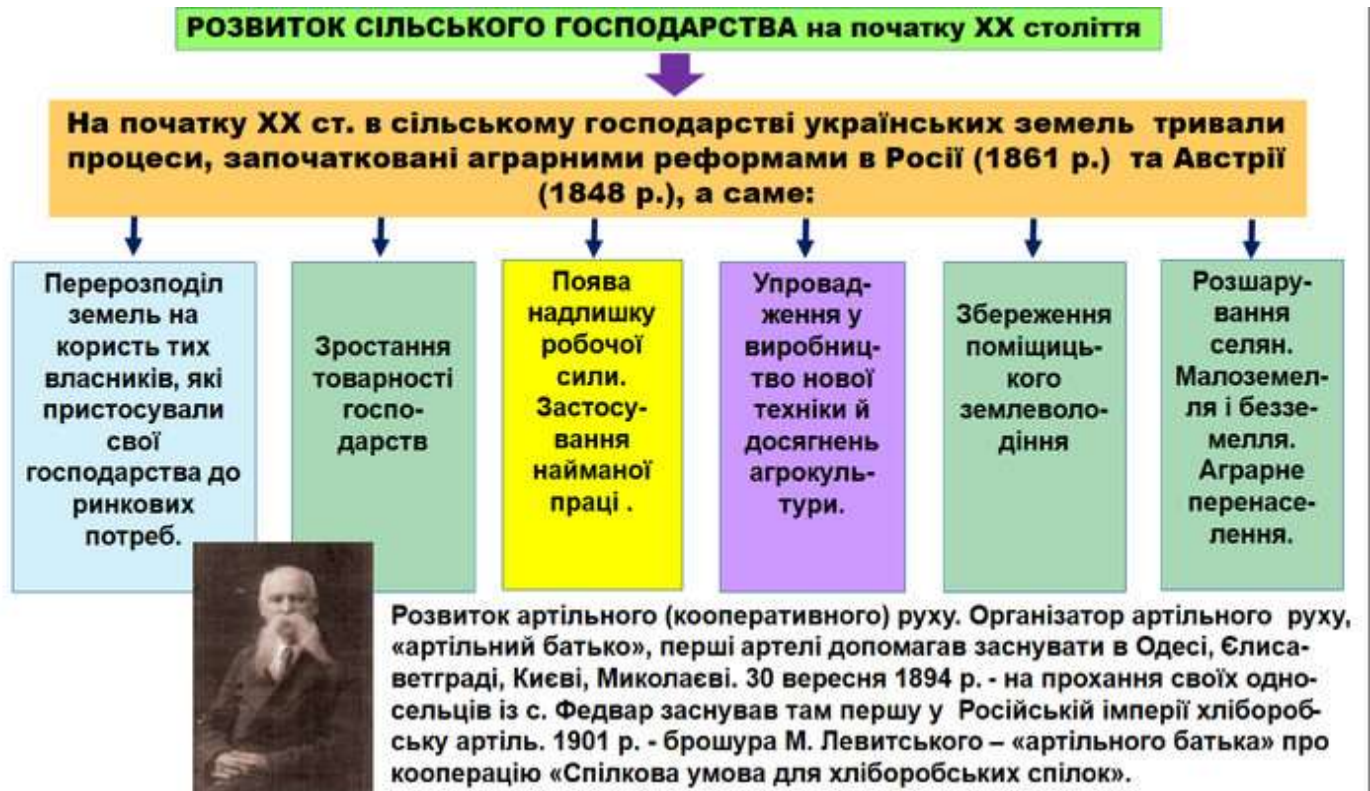 РОЗВИТОК СІЛЬСЬКОГО ГОСПОДАРСТВА на початку ХХ століття
На початку ХХ ст. в сільському господарстві українських земель тривали
процеси, започатковані аграрними реформами в Росії (1861 р.) та Австрії
(1848 р.), а саме:
Перерозподіл
земель на
користь тих
власників, які
пристосували
свої
господарства до
ринкових
потреб.
Зростання
товарності
госпо-
дарств
Поява
надлишку
робочої
сили.
Застосу-
вання
найманої
праці .
Упровад-
ження у
виробниц-
тво нової
техніки й
досягнень
агрокуль-
тури.
Збереження
поміщиць-
кого
землеволо-
діння
Розшару-
вання
селян.
Малоземел-
ля і беззе-
мелля.
Аграрне
перенасе-
лення.
Розвиток артільного (кооперативного) руху. Організатор артільного руху,
«артільний батько», перші артелі допомагав заснувати в Одесі, Єлиса-
ветграді, Києві, Миколаєві. 30 вересня 1894 р. - на прохання своїх одно-
сельців із с. Федвар заснував там першу у Російській імперії хлібороб-
ську артіль. 1901 р. - брошура М. Левитського – «артільного батька» про
кооперацію «Спілкова умова для хліборобських спілок».